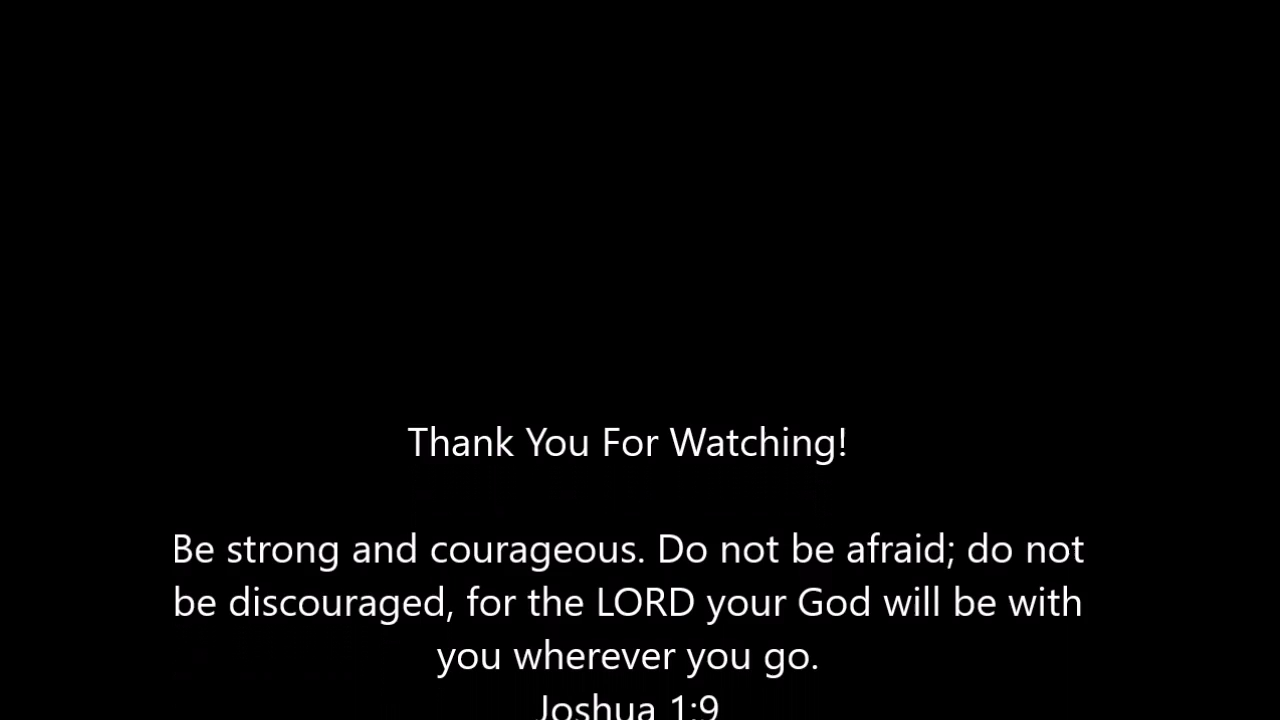 Thank You For Watching!
Be strong and courageous. Do not be afraid; do not
be discouraged, for the LORD your God will be with
you wherever you go.
Joshua 1:9